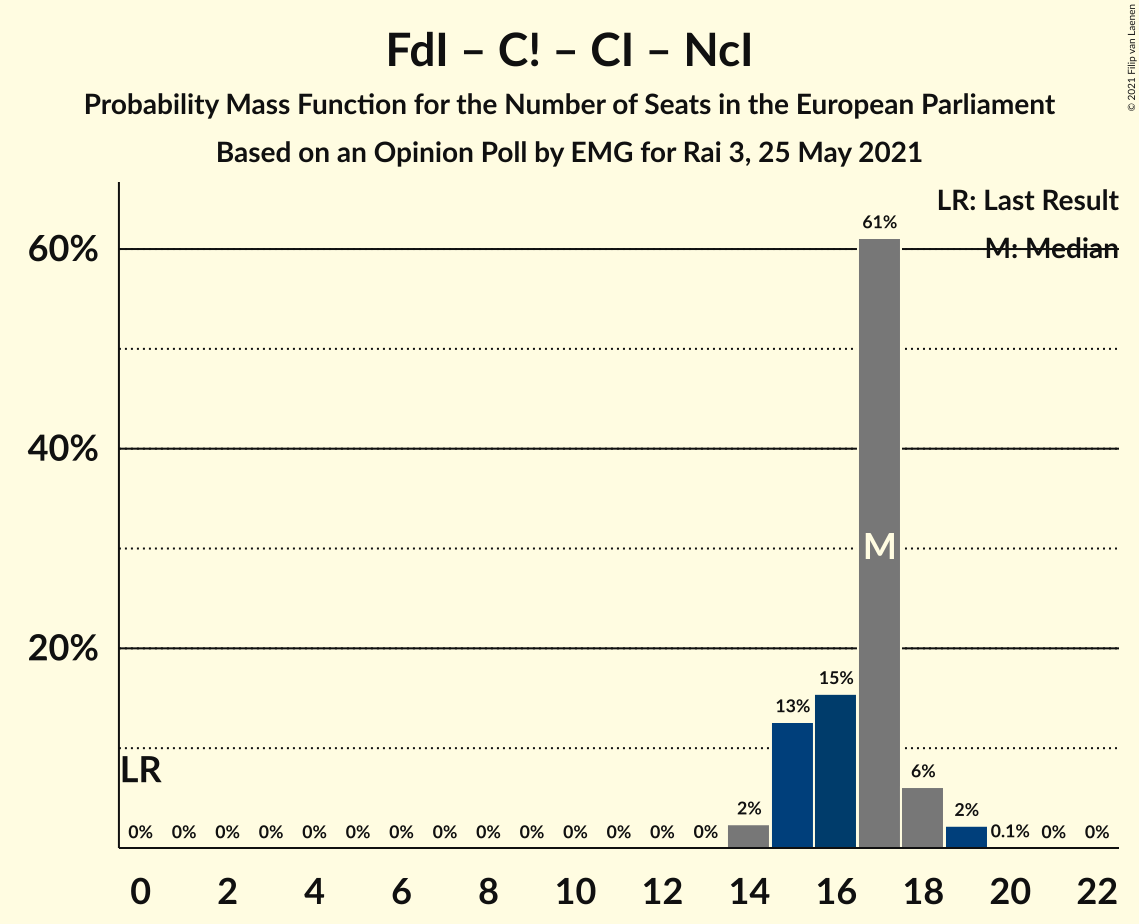 FdI – C! – CI – NcI
Probability Mass Function for the Number of Seats in the European Parliament
Based on an Opinion Poll by EMG for Rai 3, 25 May 2021
© 2021 Filip van Laenen
LR: Last Result
M: Median
60%
40%
20%
61%
M
15%
13%
6%
LR
2%
2%
0% 0% 0% 0% 0% 0% 0% 0% 0% 0% 0% 0% 0% 0% 0.1% 0% 0%
0 2 4 6 8 10 12 14 16 18 20 22